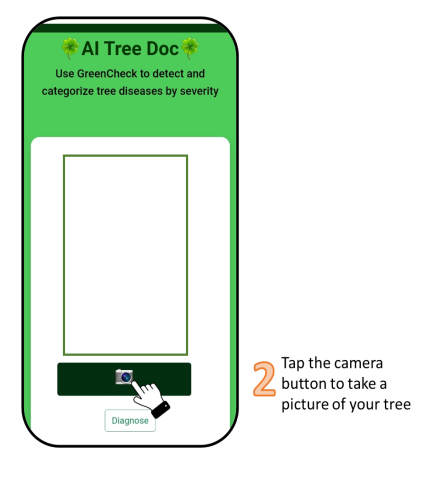 AI Tree Doc
Use GreenCheck to detect and
categorize tree diseases by severity
Diagnose
2
Tap the camera
button to take a
picture of your tree